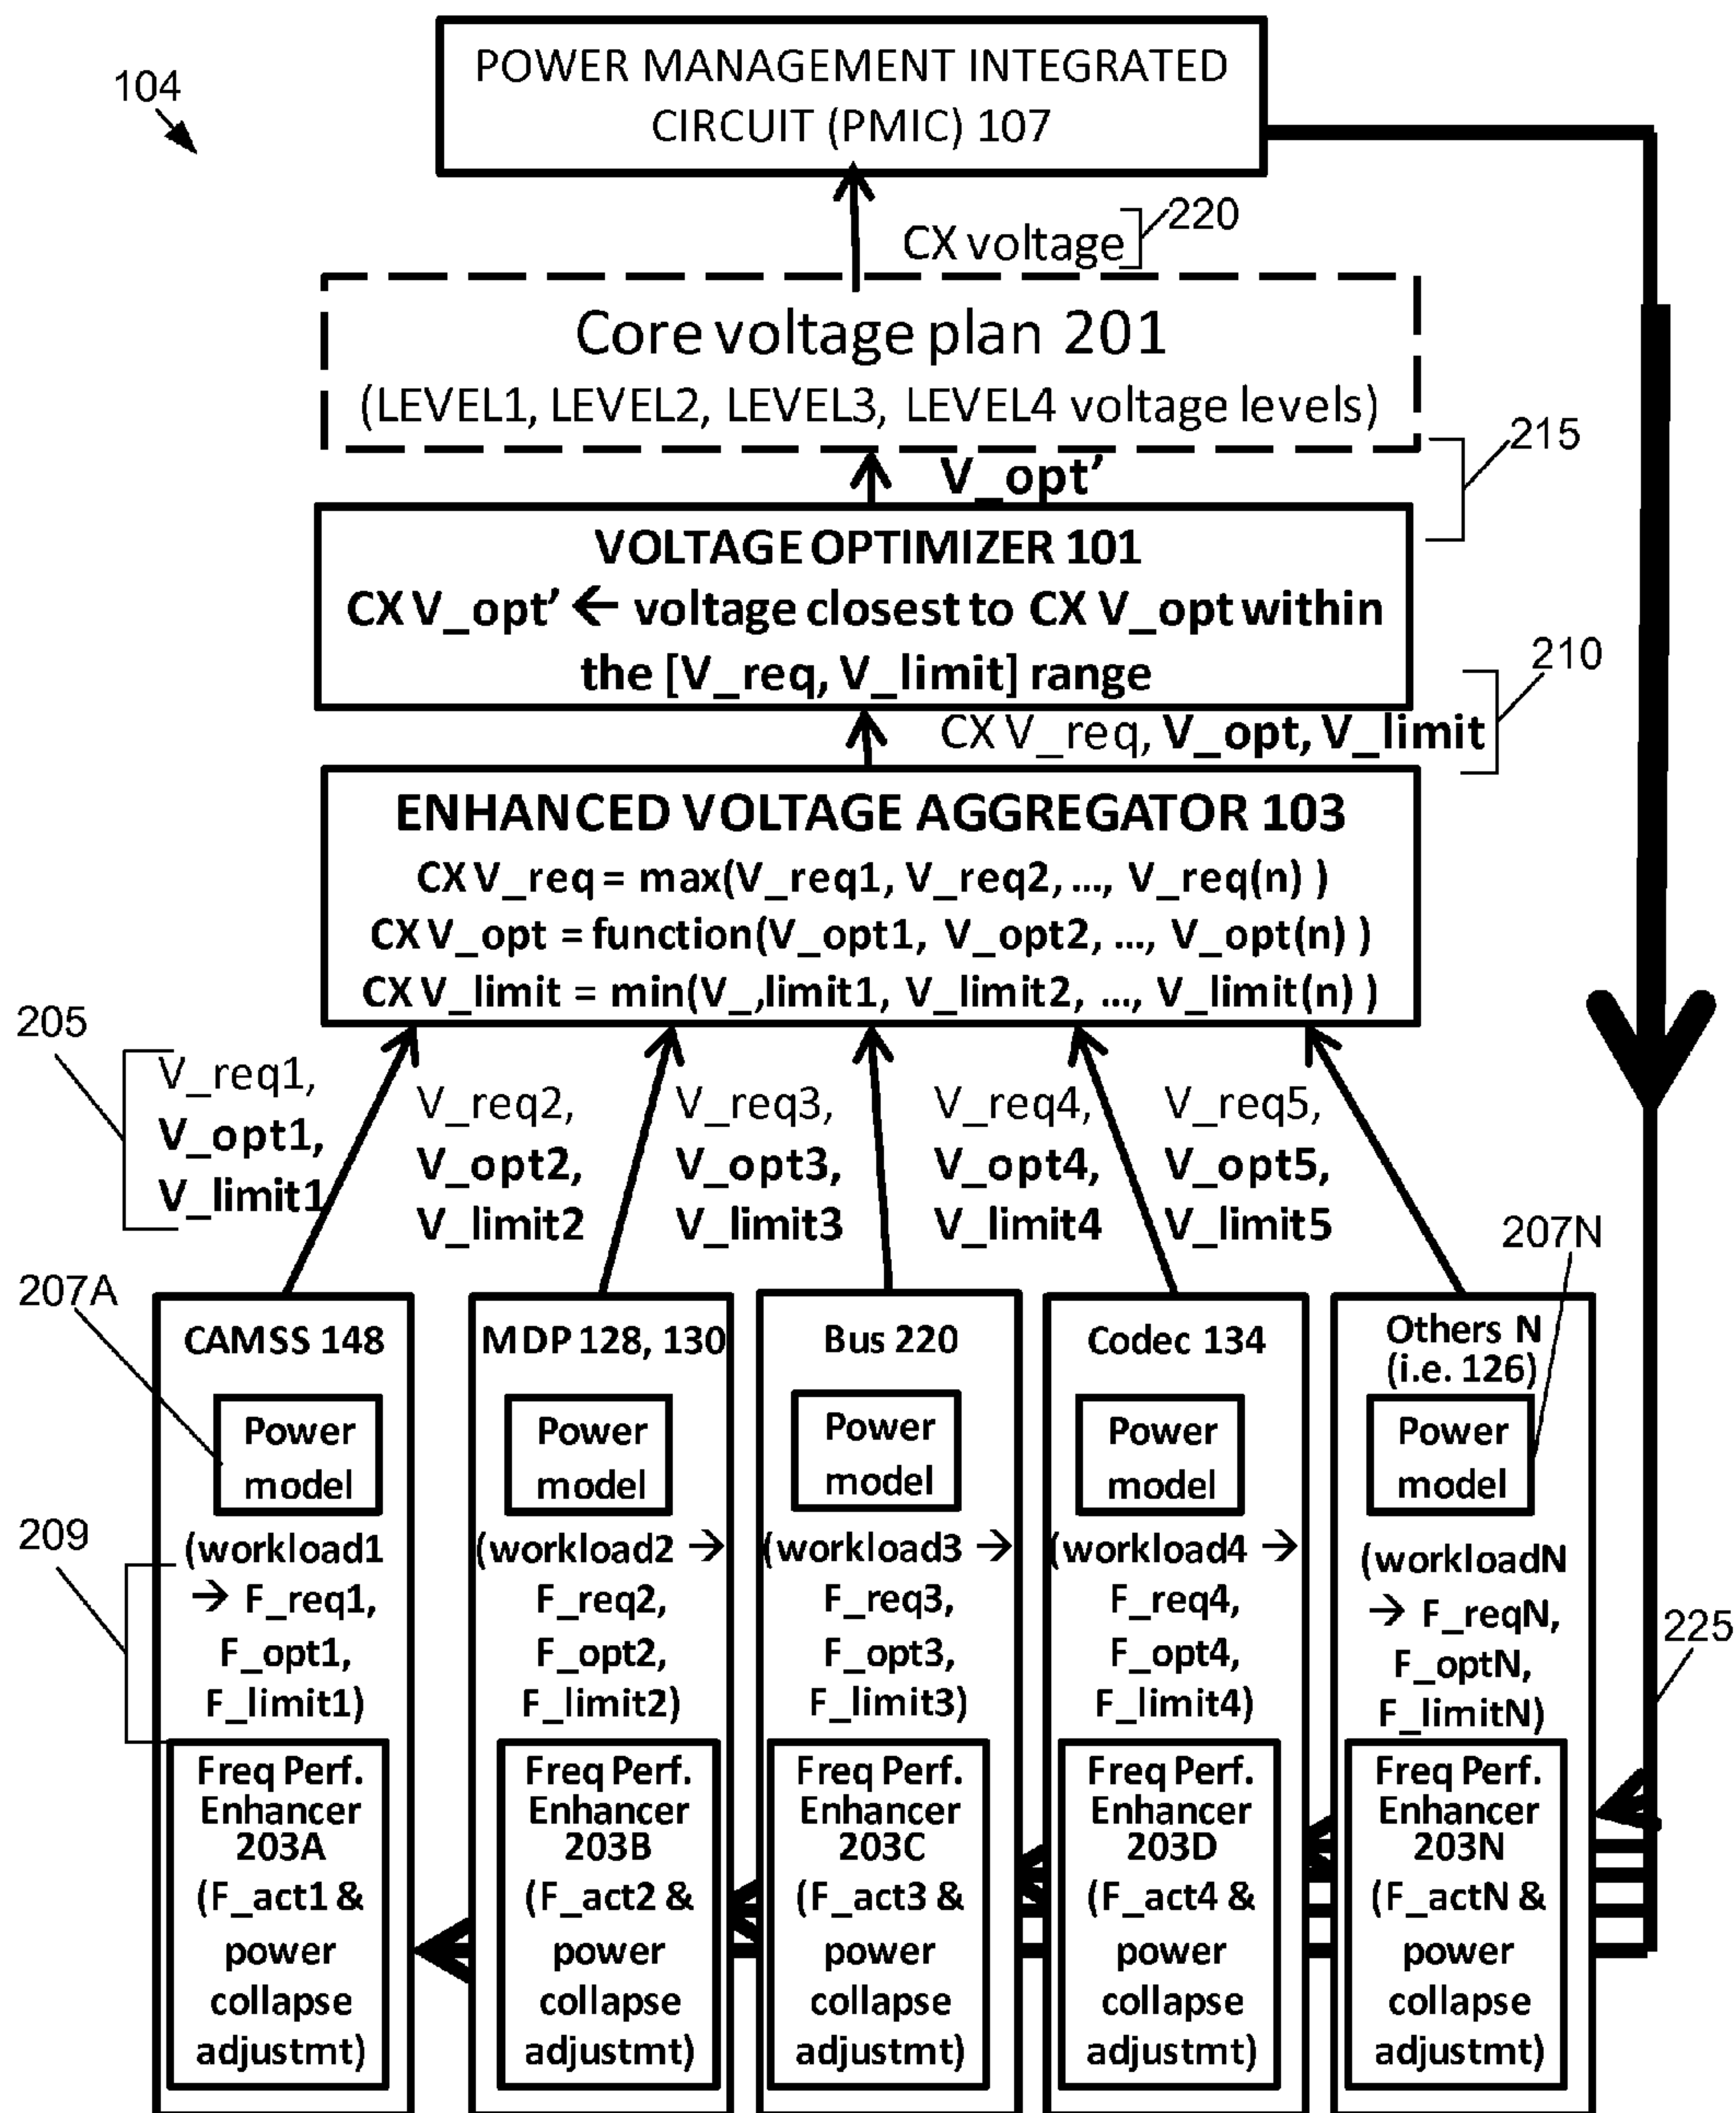 POWER MANAGEMENT INTEGRATED
CIRCUIT (PMIC) 107
104
220
CX voltage
Core voltage plan 201
(LEVEL1, LEVEL2, LEVEL3, LEVEL4 voltage levels)
215
V_opt’
VOLTAGE OPTIMIZER 101
CX V_opt’ ← voltage closest to CX V_opt within
the [V_req, V_limit] range
210
CX V_req, V_opt, V_limit
ENHANCED VOLTAGE AGGREGATOR 103
CX V_req = max(V_req1, V_req2, ..., V_req(n) )
CX V_opt = function(V_opt1, V_opt2, ..., V_opt(n) )
CX V_limit = min(V_,limit1, V_limit2, ..., V_limit(n) )
205
V_req1,
V_opt1,
V_limit1
V_req2,
V_opt2,
V_limit2
V_req3,
V_opt3,
V_limit3
V_req4,
V_opt4,
V_limit4
V_req5,
V_opt5,
V_limit5
207N
207A
CAMSS 148
Power
model
209
(workload1
→ F_req1,
F_opt1,
F_limit1)
Freq Perf.
Enhancer
203A
(F_act1 &
power
collapse
adjustmt)
MDP 128, 130
Power
model
(workload2 →
F_req2,
F_opt2,
F_limit2)
Freq Perf.
Enhancer
203B
(F_act2 &
power
collapse
adjustmt)
Bus 220
Power
model
(workload3 →
F_req3,
F_opt3,
F_limit3)
Freq Perf.
Enhancer
203C
(F_act3 &
power
collapse
adjustmt)
Codec 134
Power
model
(workload4 →
F_req4,
F_opt4,
F_limit4)
Freq Perf.
Enhancer
203D
(F_act4 &
power
collapse
adjustmt)
Others N
(i.e. 126)
Power
model
(workloadN
→ F_reqN,
F_optN,
F_limitN)
Freq Perf.
Enhancer
203N
(F_actN &
power
collapse
adjustmt)
225